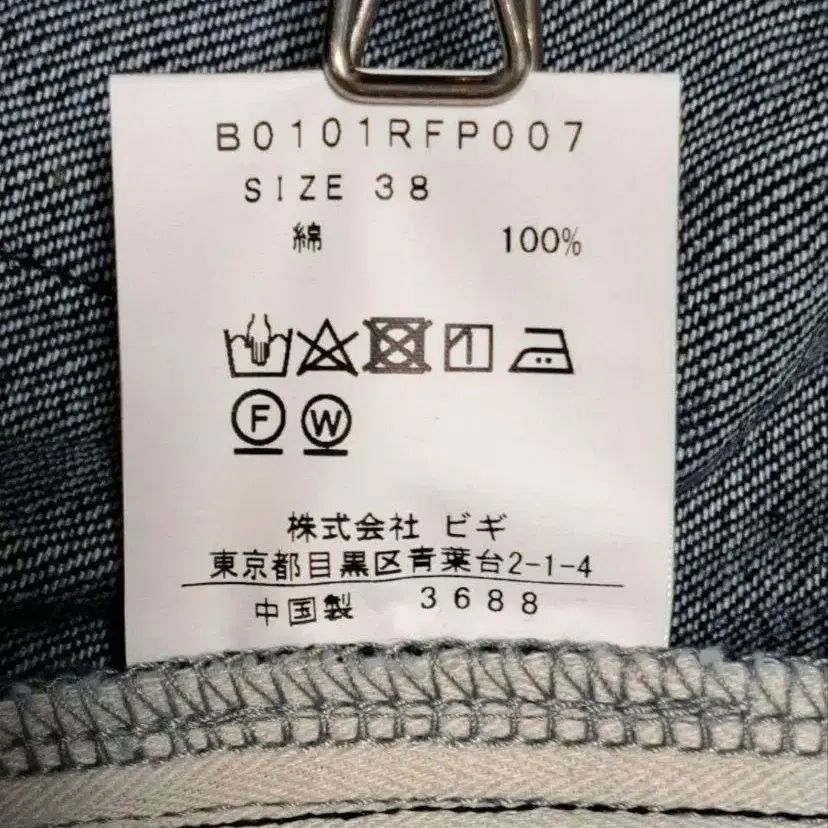 B0101RFP007
SIZE 38
綿 100%
F W
株式会社 ビギ
東京都目黒区青葉台2-1-4
中国製 3688